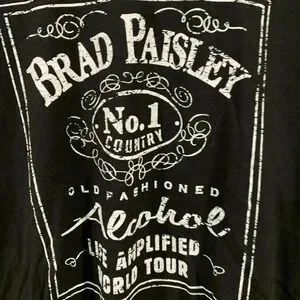 BRAD PAISLEY
No. 1
COUNTRY
OLD FASHIONED
Alcohol
LIFE AMPLIFIED
WORLD TOUR